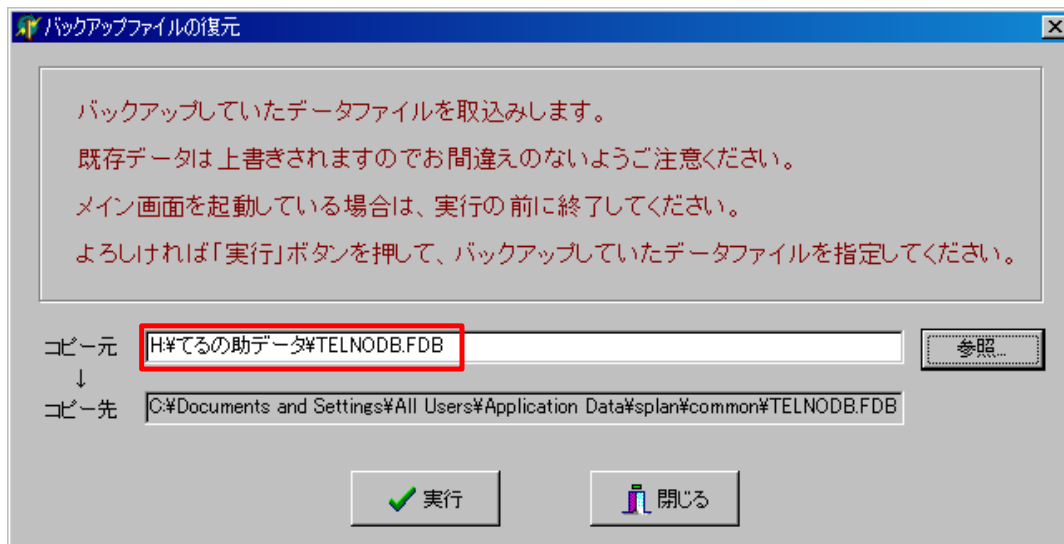 バックアップファイルの復元
バックアップしていたデータファイルを取込みします。
既存データは上書きされますのでお間違えのないようご注意ください。
メイン画面を起動している場合は、実行の前に終了してください。
よろしければ「実行」ボタンを押して、バックアップしていたデータファイルを指定してください。
コピー元 H:¥てるの助データ¥TELNODB.FDB 参照...
↓
コピー先 C:¥Documents and Settings¥All Users¥Application Data¥splan¥common¥TELNODB.FDB
実行 閉じる